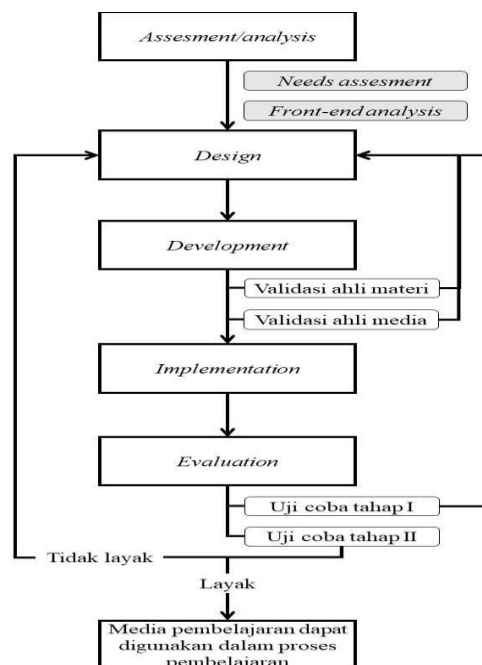 Assesment/analysis
Needs assesment
Front-end analysis
Design
Development
Validasi ahli materi
Validasi ahli media
Implementation
Evaluation
Uji coba tahap I
Uji coba tahap II
Tidak layak
Layak
Media pembelajaran dapat
digunakan dalam proses
pembelajaran